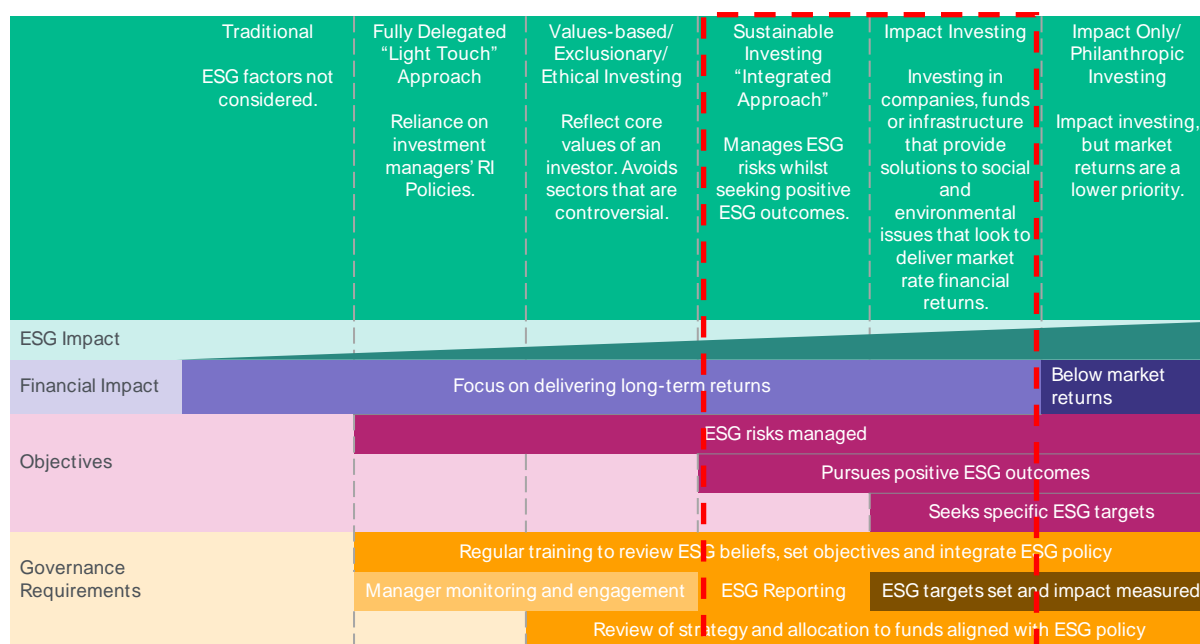 Traditional
ESG factors not
considered.
Fully Delegated
“Light Touch”
Approach
Reliance on
investment
managers’ RI
Policies.
Values-based/
Exclusionary/
Ethical Investing
Reflect core
values of an
investor. Avoids
sectors that are
controversial.
Sustainable
Investing
“Integrated
Approach”
Manages ESG
risks whilst
seeking positive
ESG outcomes.
Impact Investing
Investing in
companies, funds
or infrastructure
that provide
solutions to social
and
environmental
issues that look to
deliver market
rate financial
returns.
Impact Only/
Philanthropic
Investing
Impact investing,
but market
returns are a
lower priority.
ESG Impact
Financial Impact
Focus on delivering long-term returns
Below market
returns
Objectives
ESG risks managed
Pursues positive ESG outcomes
Seeks specific ESG targets
Governance
Requirements
Regular training to review ESG beliefs, set objectives and integrate ESG policy
Manager monitoring and engagement
ESG Reporting
ESG targets set and impact measured
Review of strategy and allocation to funds aligned with ESG policy